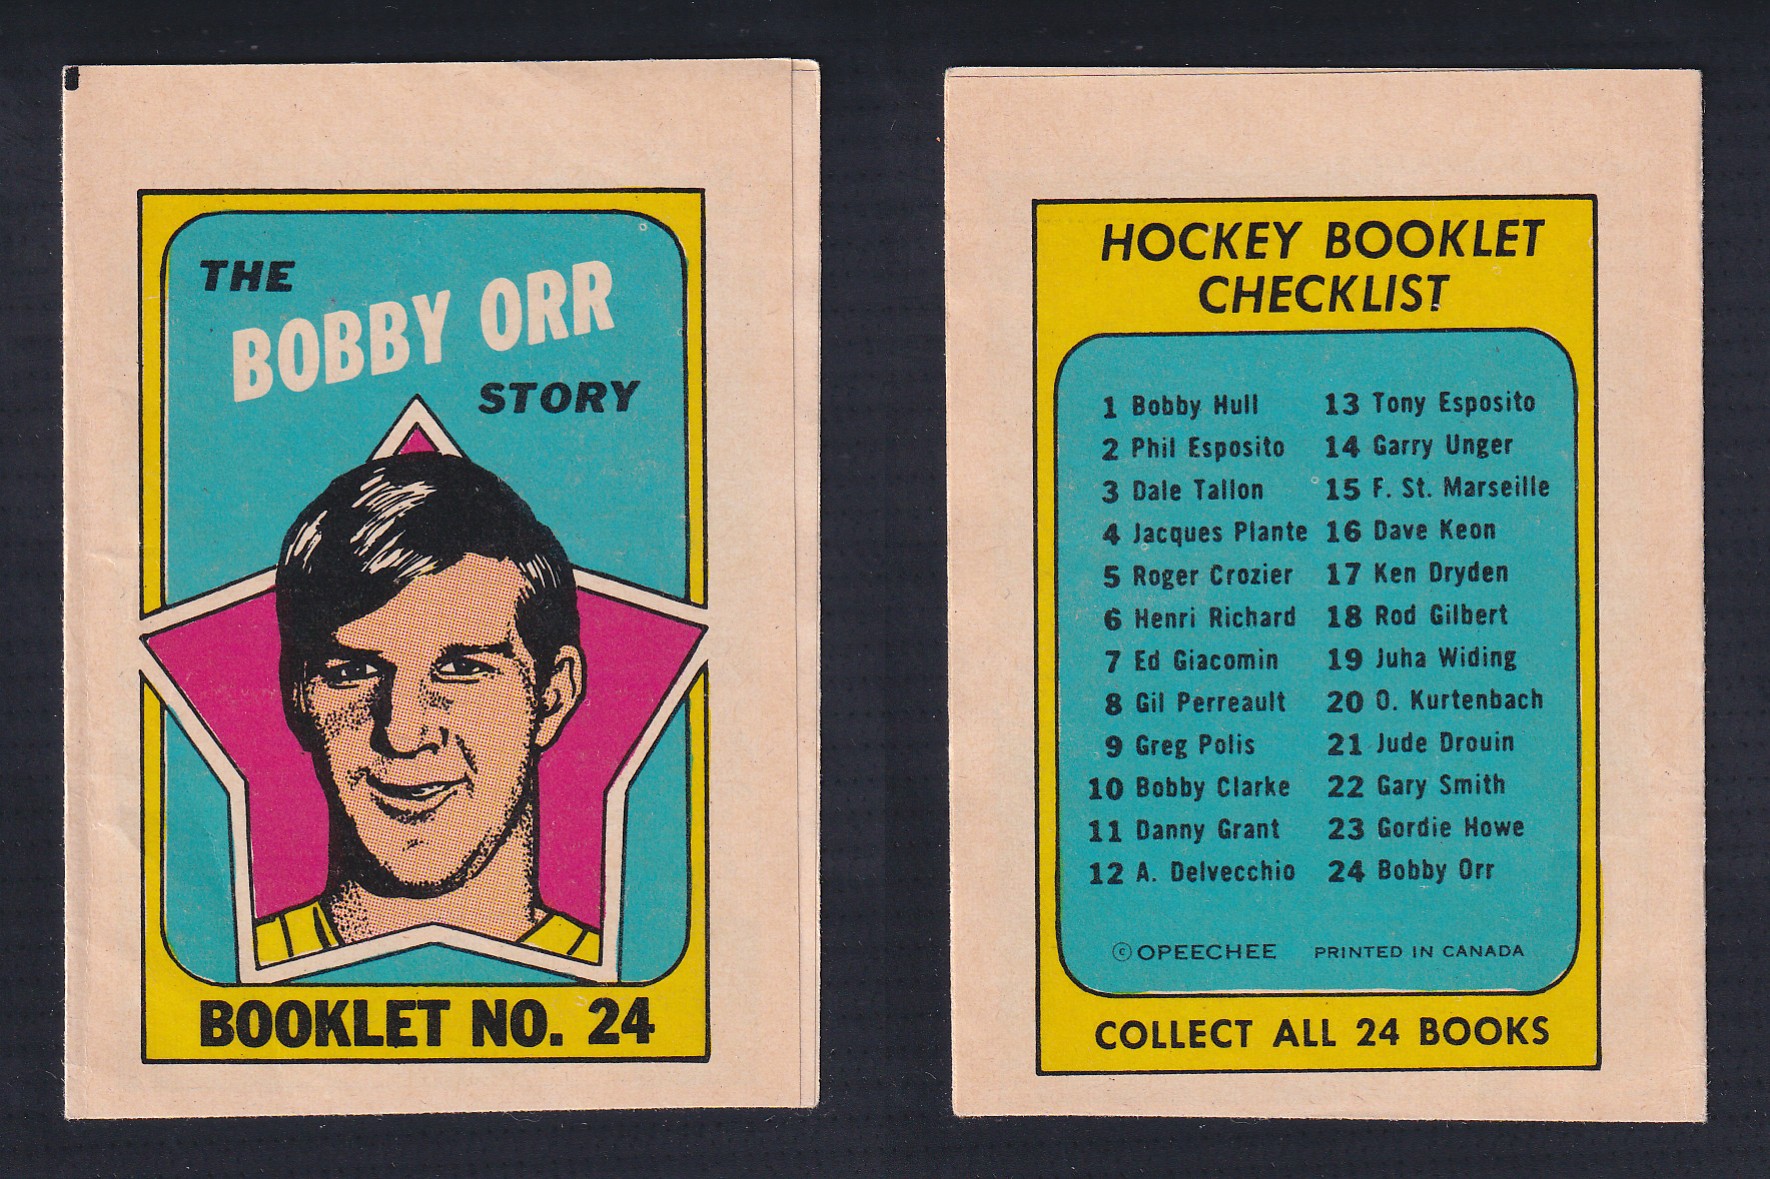 THE
BOBBY ORR
STORY
BOOKLET NO. 24
HOCKEY BOOKLET
CHECKLIST
1 Bobby Hull
2 Phil Esposito
3 Dale Tallon
4 Jacques Plante
5 Roger Crozier
6 Henri Richard
7 Ed Giacomin
8 Gil Perreault
9 Greg Polis
10 Bobby Clarke
11 Danny Grant
12 A. Delvecchio
13 Tony Esposito
14 Garry Unger
15 F. St. Marseille
16 Dave Keon
17 Ken Dryden
18 Rod Gilbert
19 Juha Widing
20 O. Kurtenbach
21 Jude Drouin
22 Gary Smith
23 Gordie Howe
24 Bobby Orr
© OPEECHEE PRINTED IN CANADA
COLLECT ALL 24 BOOKS